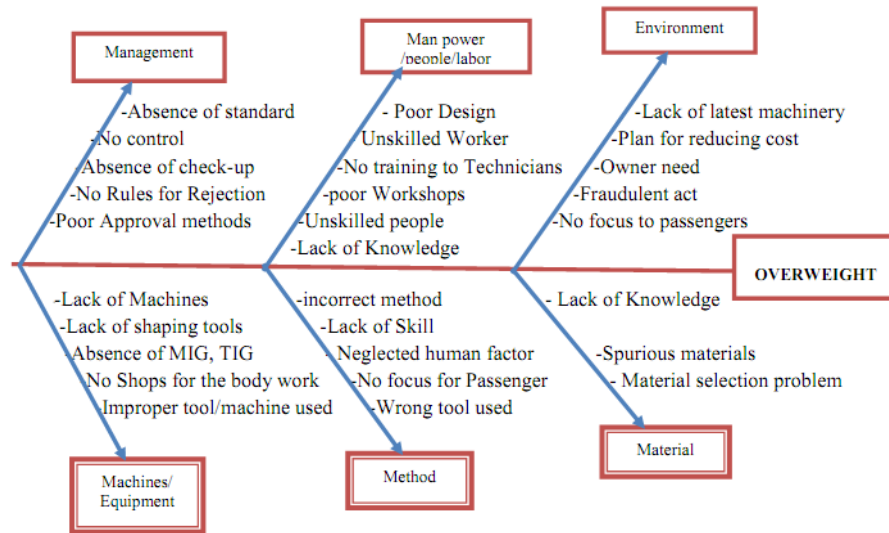 Management
-Absence of standard
-No control
Absence of check-up
-No Rules for Rejection
-Poor Approval methods
Man power
/people/labor
- Poor Design
Unskilled Worker
-No training to Technicians
-poor Workshops
-Unskilled people
-Lack of Knowledge
Environment
-Lack of latest machinery
-Plan for reducing cost
-Owner need
-Fraudulent act
-No focus to passengers
OVERWEIGHT
-Lack of Machines
-Lack of shaping tools
-Absence of MIG, TIG
No Shops for the body work
-Improper tool/machine used
Machines/
Equipment
-incorrect method
-Lack of Skill
-Neglected human factor
-No focus for Passenger
-Wrong tool used
Method
- Lack of Knowledge
-Spurious materials
- Material selection problem
Material